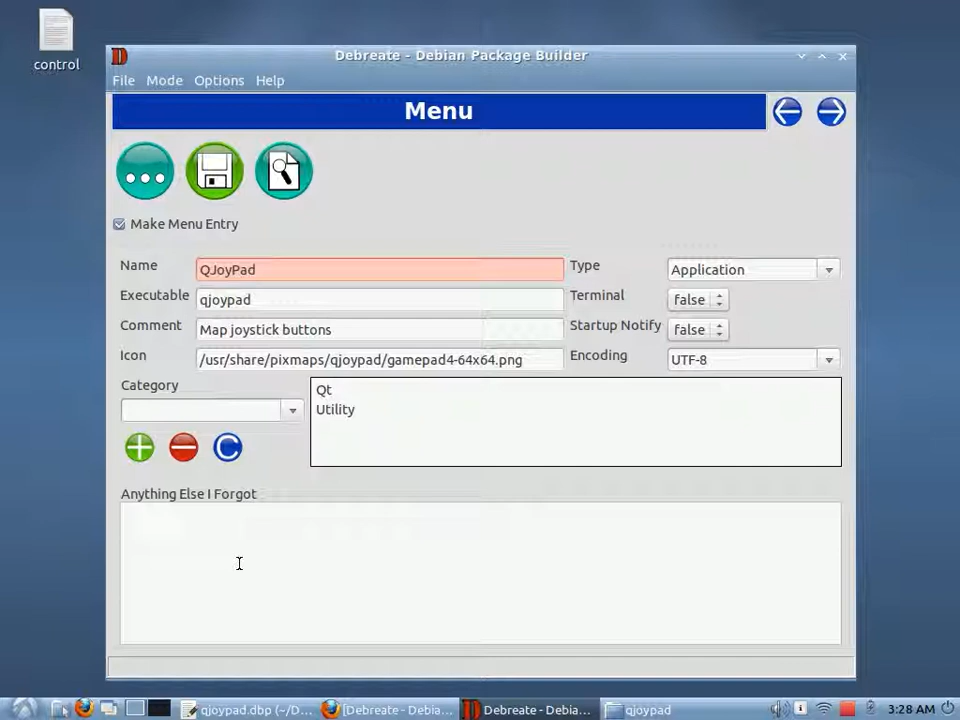 control
Debreate - Debian Package Builder
File Mode Options Help
Menu
Make Menu Entry
Name QJoyPad Type Application
Executable qjoypad Terminal false
Comment Map joystick buttons Startup Notify false
Icon /usr/share/pixmaps/qjoypad/gamepad4-64x64.png Encoding UTF-8
Category
Qt
Utility
Anything Else I Forgot
qjoypad.dbp (~/D... [Debreate - Debia... Debreate - Debia... qjoypad 3:28 AM